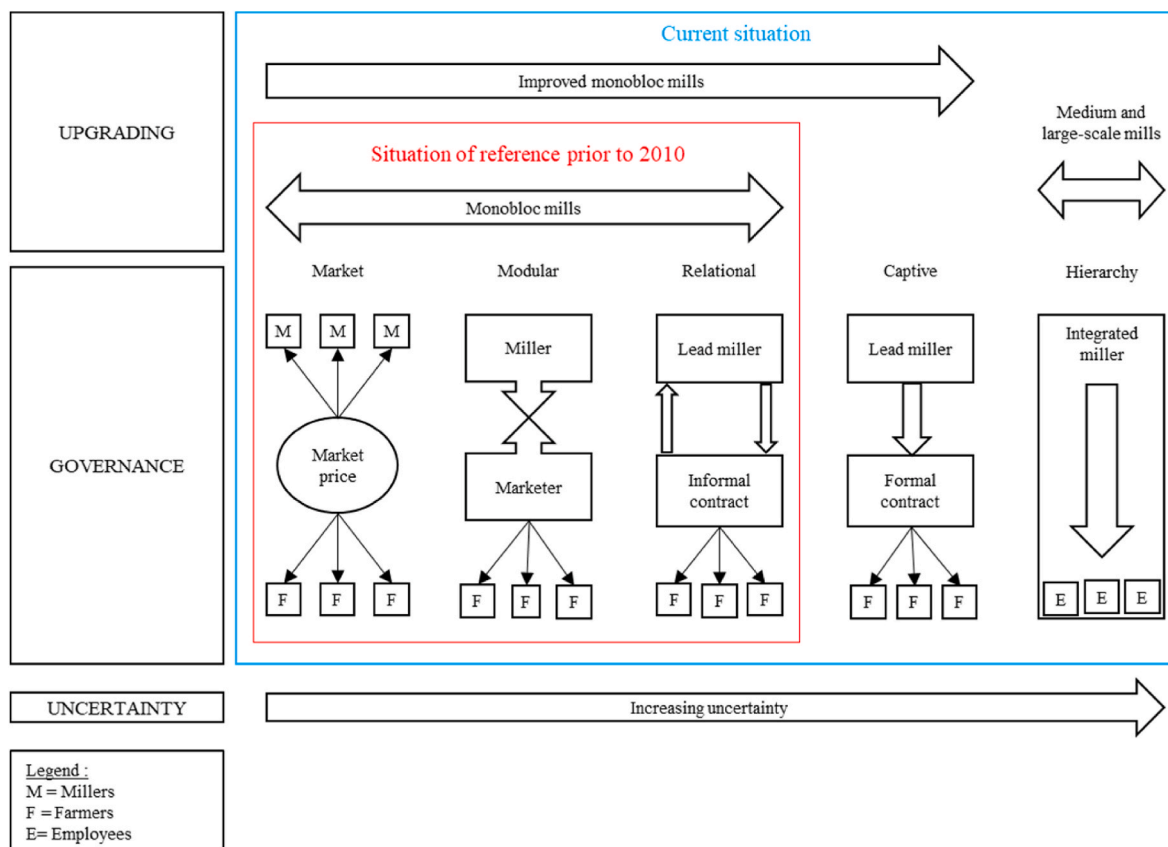 Current situation
Improved monobloc mills
UPGRADING
Medium and
large-scale mills
Situation of reference prior to 2010
Monobloc mills
Market
Modular
Relational
Captive
Hierarchy
M
M
M
Miller
Lead miller
Lead miller
Integrated
miller
GOVERNANCE
Market
price
Marketer
Informal
contract
Formal
contract
F
F
F
F
F
F
F
F
F
F
F
F
E
E
E
UNCERTAINTY
Increasing uncertainty
Legend :
M = Millers
F = Farmers
E= Employees